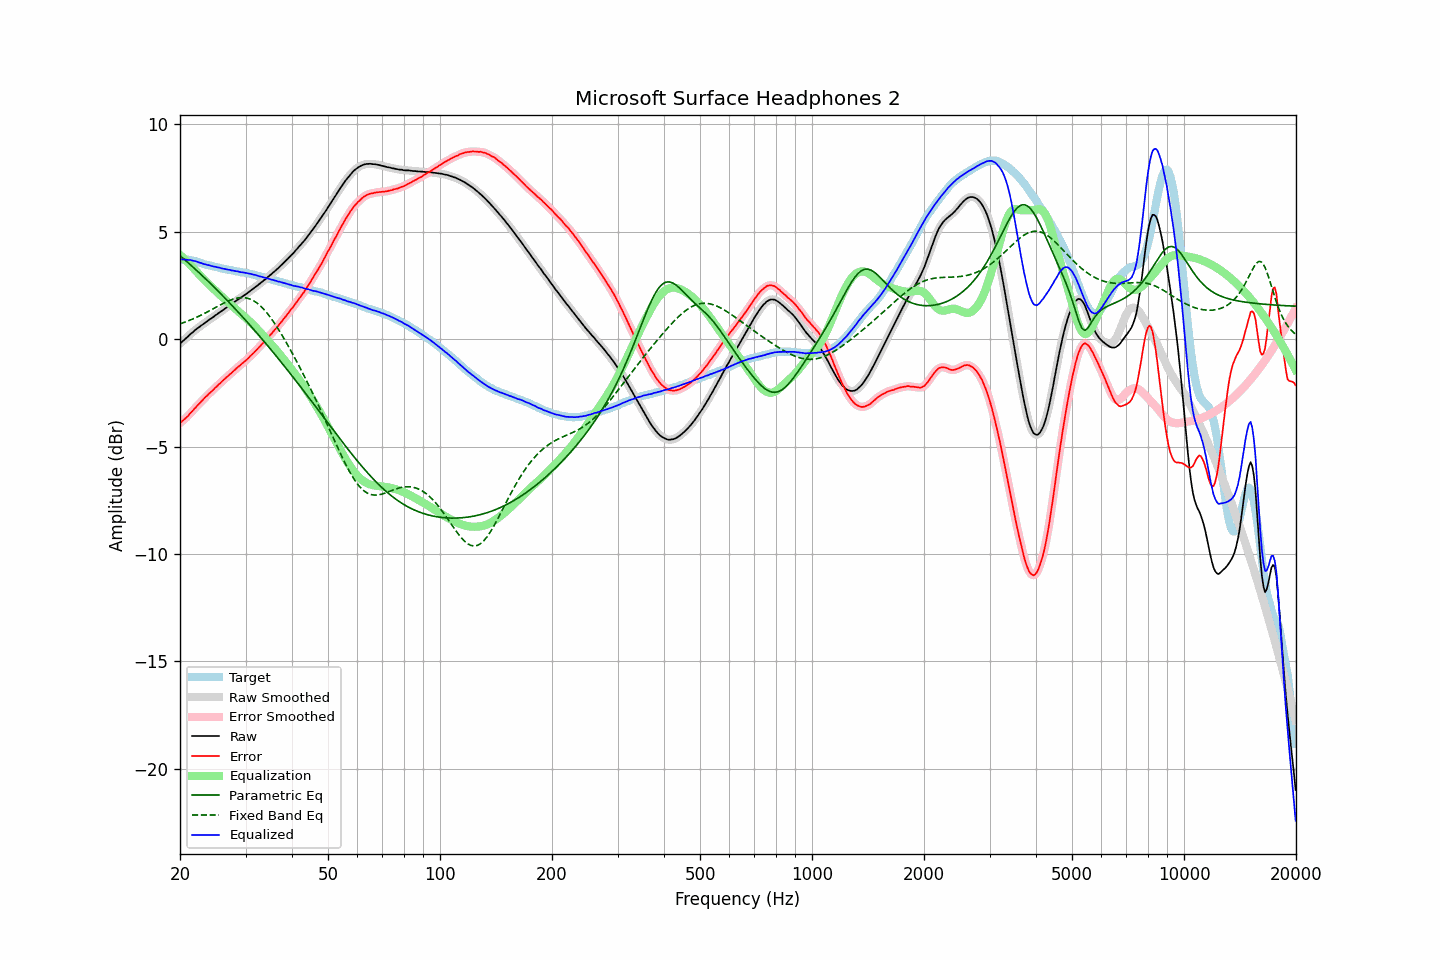 Microsoft Surface Headphones 2
10
5
0
−5
−10
−15
−20
Amplitude (dBr)
Target
Raw Smoothed
Error Smoothed
Raw
Error
Equalization
Parametric Eq
Fixed Band Eq
Equalized
20 50 100 200 500 1000 2000 5000 10000 20000
Frequency (Hz)